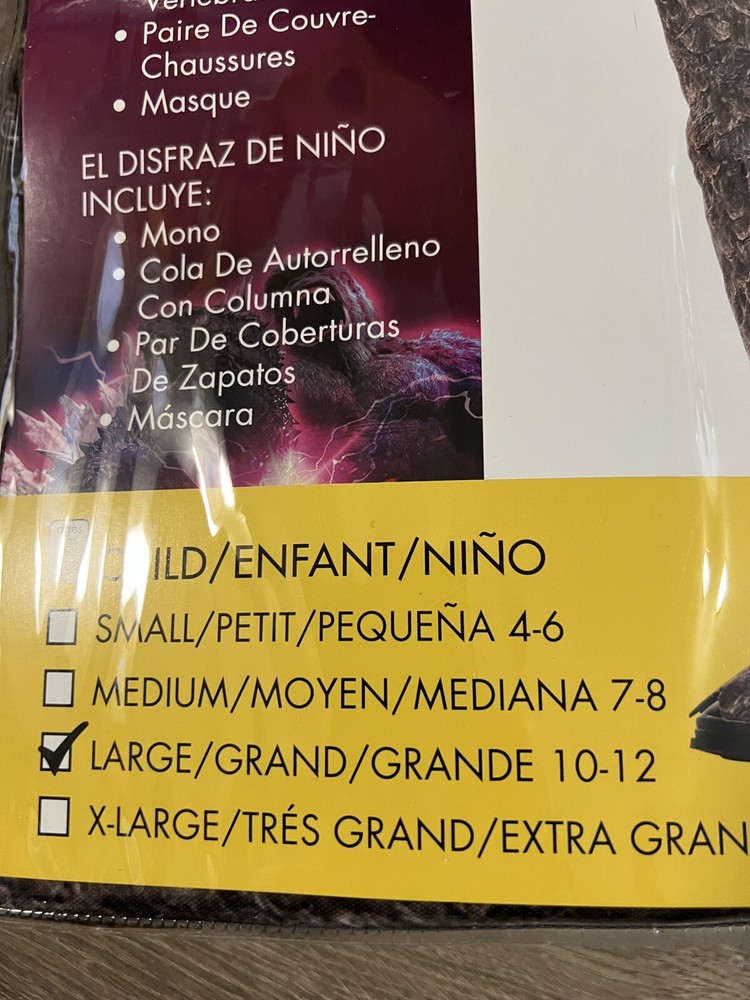 • Paire De Couvre-
Chaussures
• Masque
EL DISFRAZ DE NIÑO
INCLUYE:
• Mono
• Cola De Autorrelleno
Con Columna
• Par De Coberturas
De Zapatos
• Máscara
/ENFANT/NIÑO
SMALL/PETIT/PEQUEÑA 4-6
MEDIUM/MOYEN/MEDIANA 7-8
LARGE/GRAND/GRANDE 10-12
X-LARGE/TRÉS GRAND/EXTRA GRAN